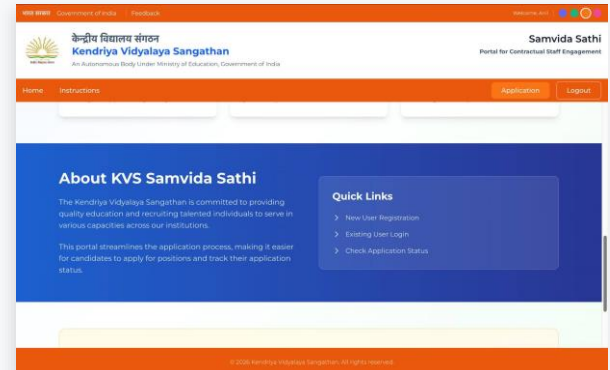 भारत सरकार Government of India Feedback
केन्द्रीय विद्यालय संगठन
Kendriya Vidyalaya Sangathan
An Autonomous Body Under Ministry of Education, Government of India
Samvida Sathi
Portal for Contractual Staff Engagement
Home Instructions Application Logout
About KVS Samvida Sathi
The Kendriya Vidyalaya Sangathan is committed to providing
quality education and recruiting talented individuals to serve in
various capacities across our institutions.
This portal streamlines the application process, making it easier
for candidates to apply for positions and track their application
status.
Quick Links
New User Registration
Existing User Login
Check Application Status
© 2026 Kendriya Vidyalaya Sangathan. All rights reserved.